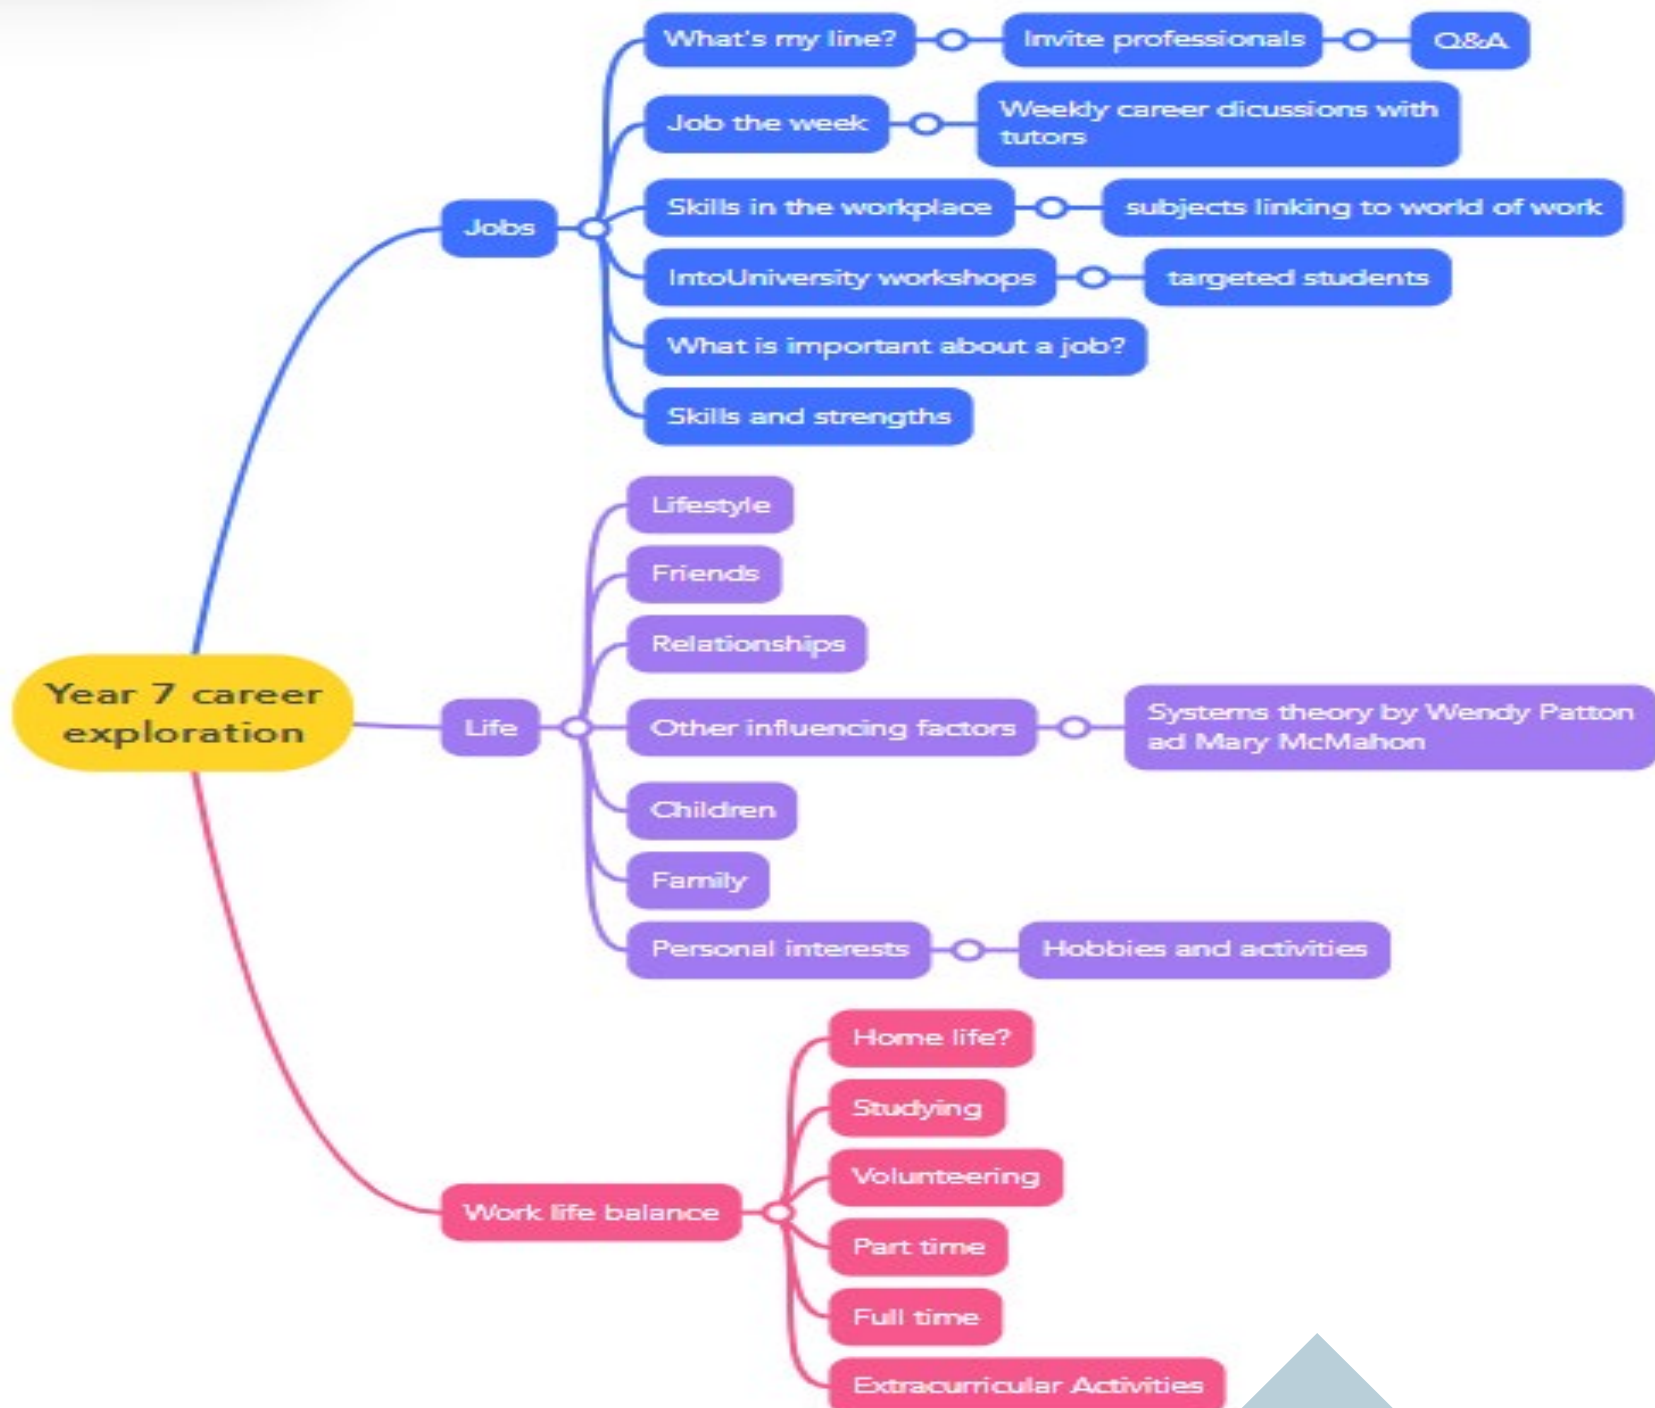 What's my line?
Invite professionals
Q&A
Job the week
Weekly career dicussions with
tutors
Skills in the workplace
subjects linking to world of work
Jobs
IntoUniversity workshops
targeted students
What is important about a job?
Skills and strengths
Lifestyle
Friends
Relationships
Year 7 career
exploration
Life
Other influencing factors
Systems theory by Wendy Patton
ad Mary McMahon
Children
Family
Personal interests
Hobbies and activities
Home life?
Studying
Volunteering
Work life balance
Part time
Full time
Extracurricular Activities